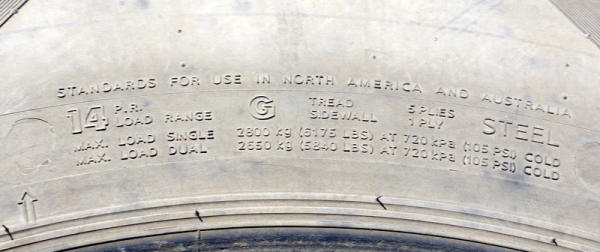 STANDARDS FOR USE IN NORTH AMERICA AND AUSTRALIA
14 P.R. LOAD RANGE G TREAD 5 PLIES STEEL
SIDEWALL 1 PLY
MAX. LOAD SINGLE 2800 kg (6175 LBS) AT 720 kPa (105 PSI) COLD
MAX. LOAD DUAL 2650 kg (5840 LBS) AT 720 kPa (105 PSI) COLD